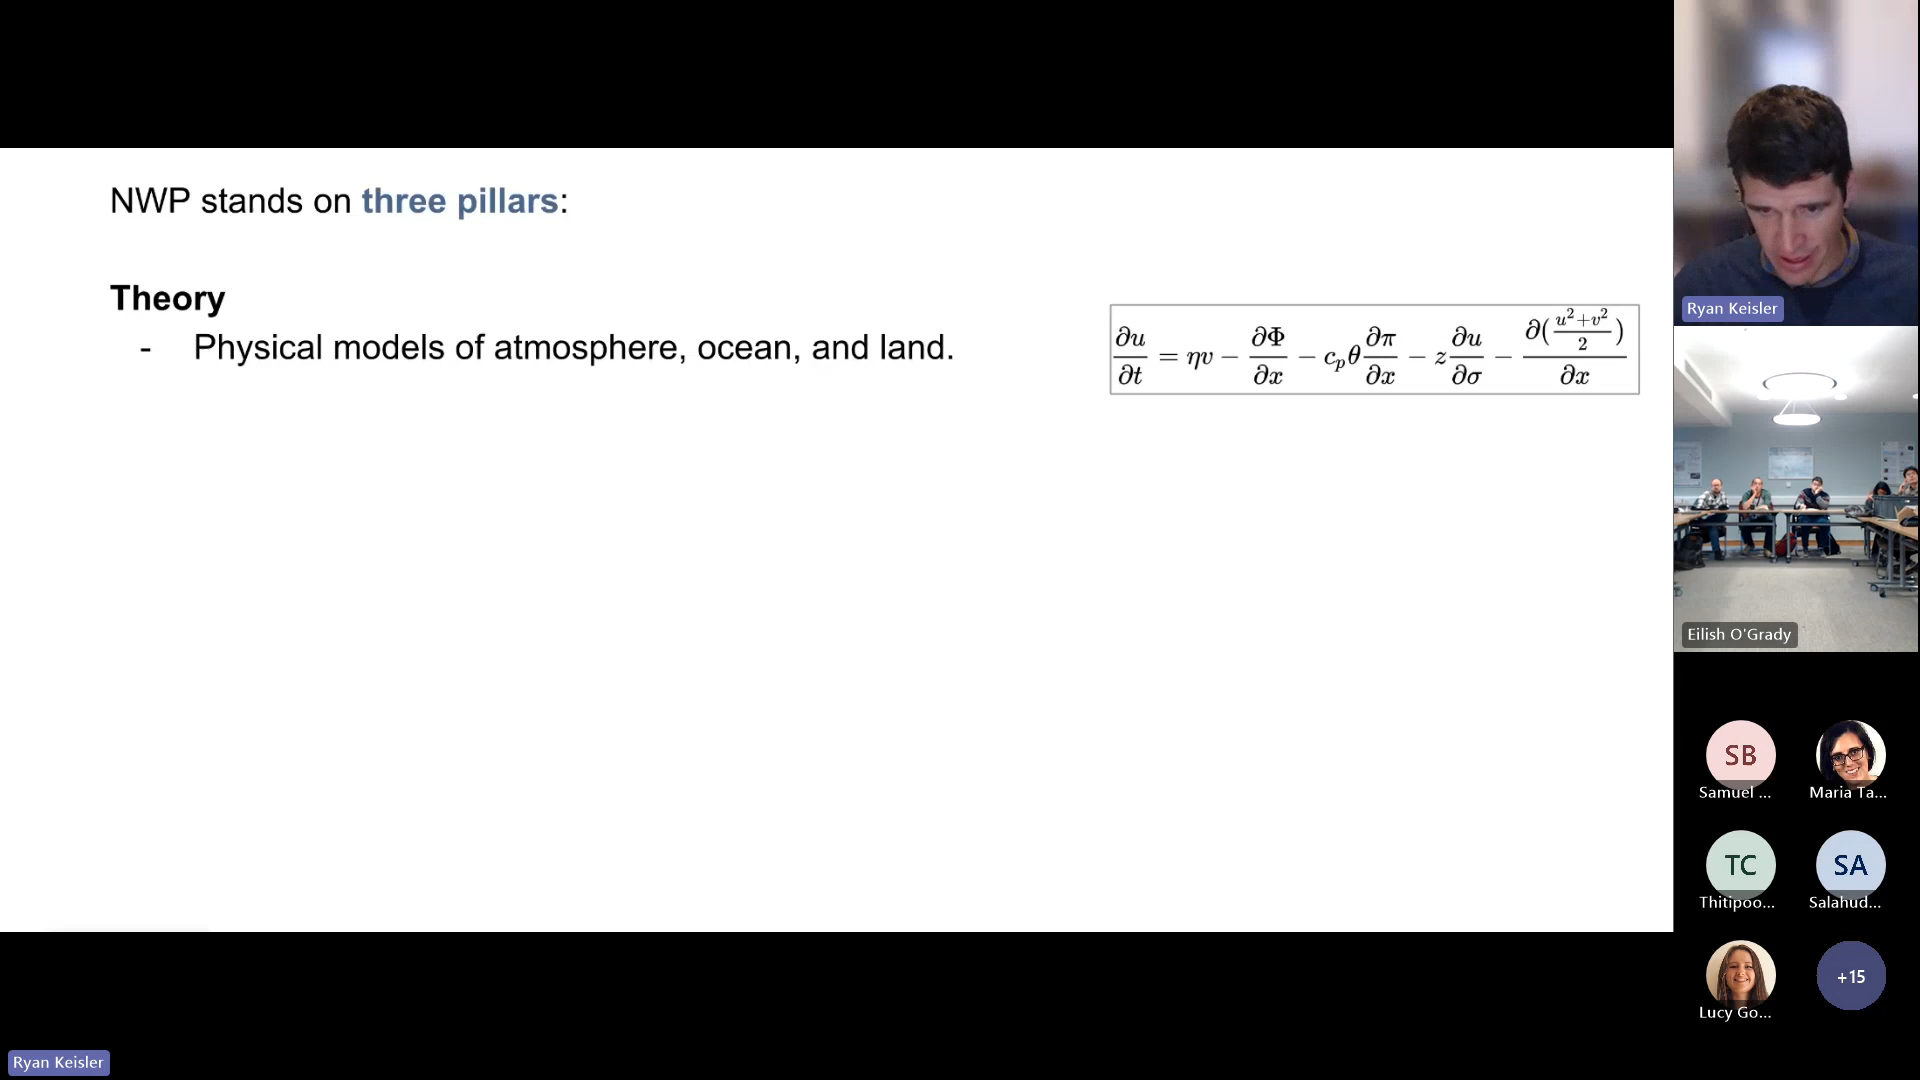 NWP stands on three pillars:
Theory
- Physical models of atmosphere, ocean, and land.
∂u/∂t = ηv − ∂Φ/∂x − c_pθ ∂π/∂x − z ∂u/∂σ − ∂((u²+v²)/2)/∂x
Ryan Keisler
Eilish O'Grady
SB
Samuel ...
Maria Ta...
TC
Thitipoo...
SA
Salahud...
Lucy Go...
+15
Ryan Keisler